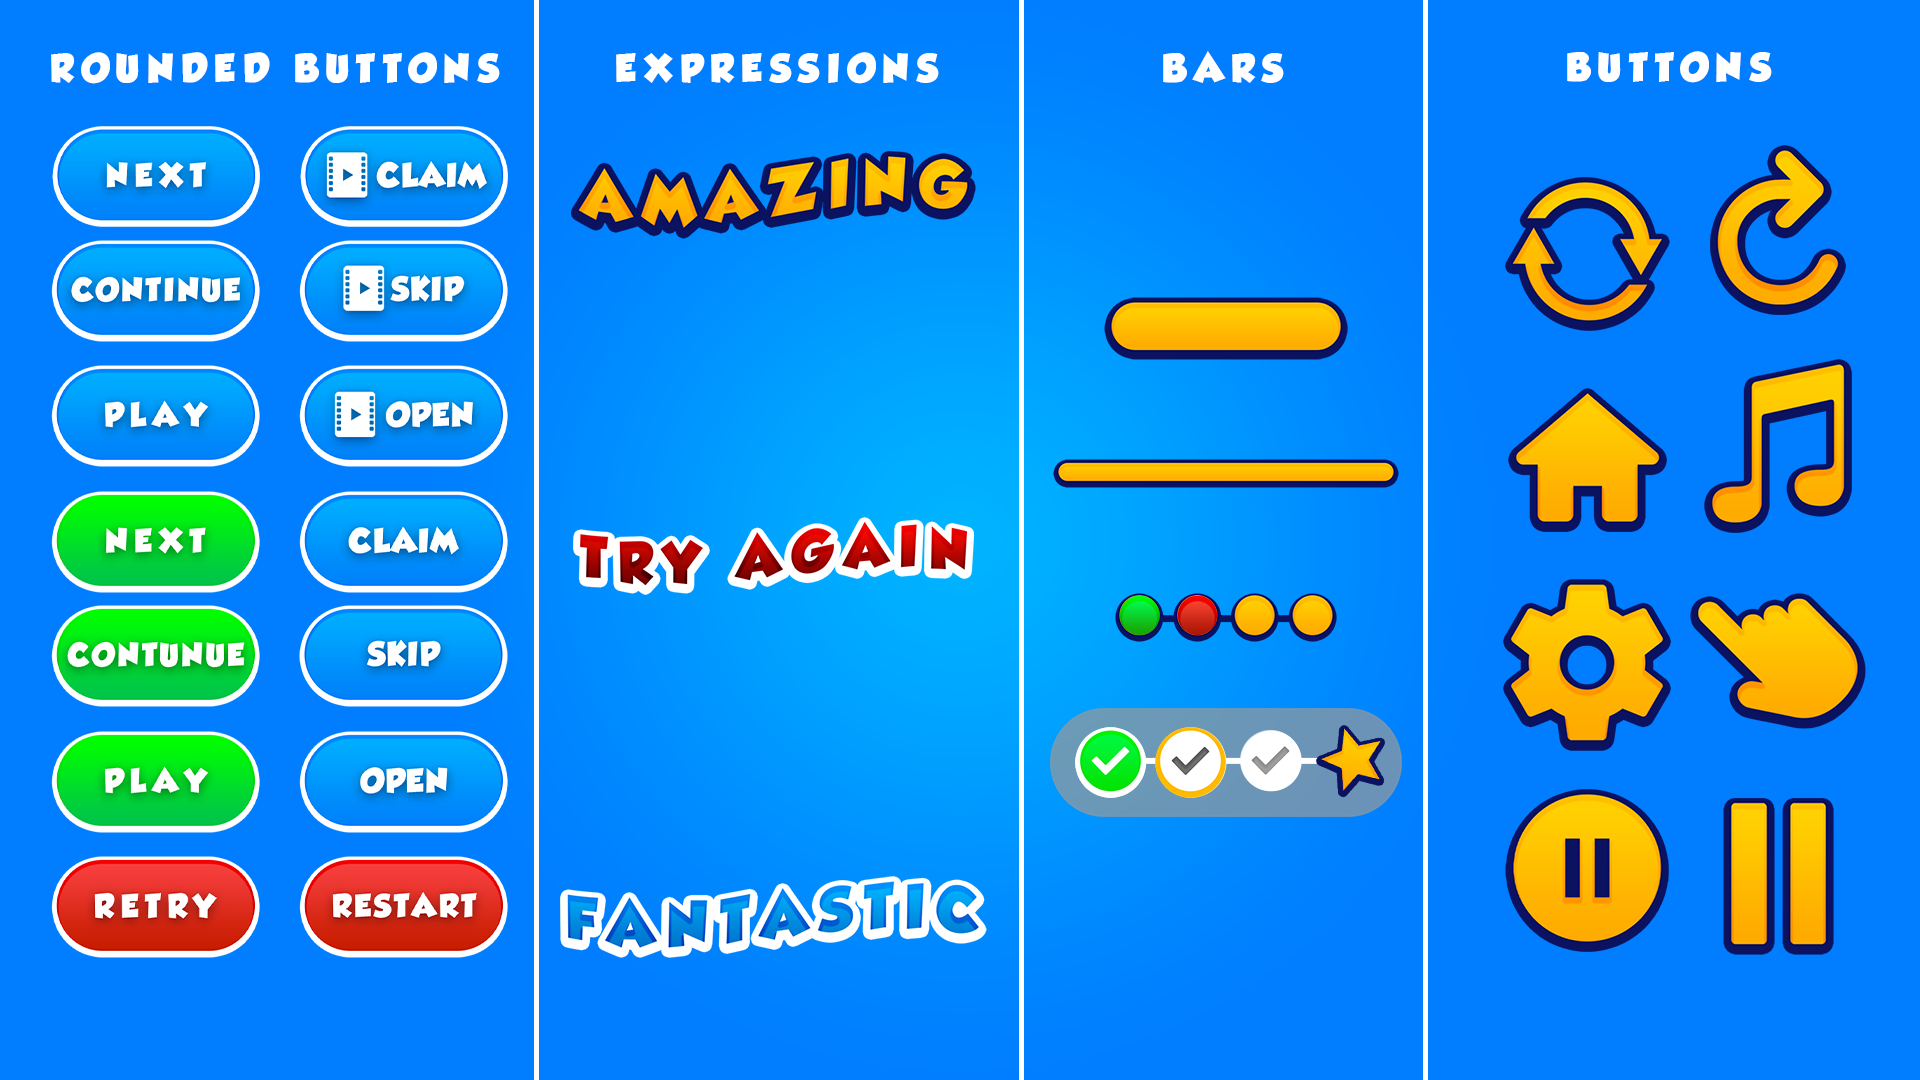 ROUNDED BUTTONS
NEXT
CLAIM
CONTINUE
SKIP
PLAY
OPEN
NEXT
CLAIM
CONTUNUE
SKIP
PLAY
OPEN
RETRY
RESTART
EXPRESSIONS
AMAZING
TRY AGAIN
FANTASTIC
BARS
BUTTONS